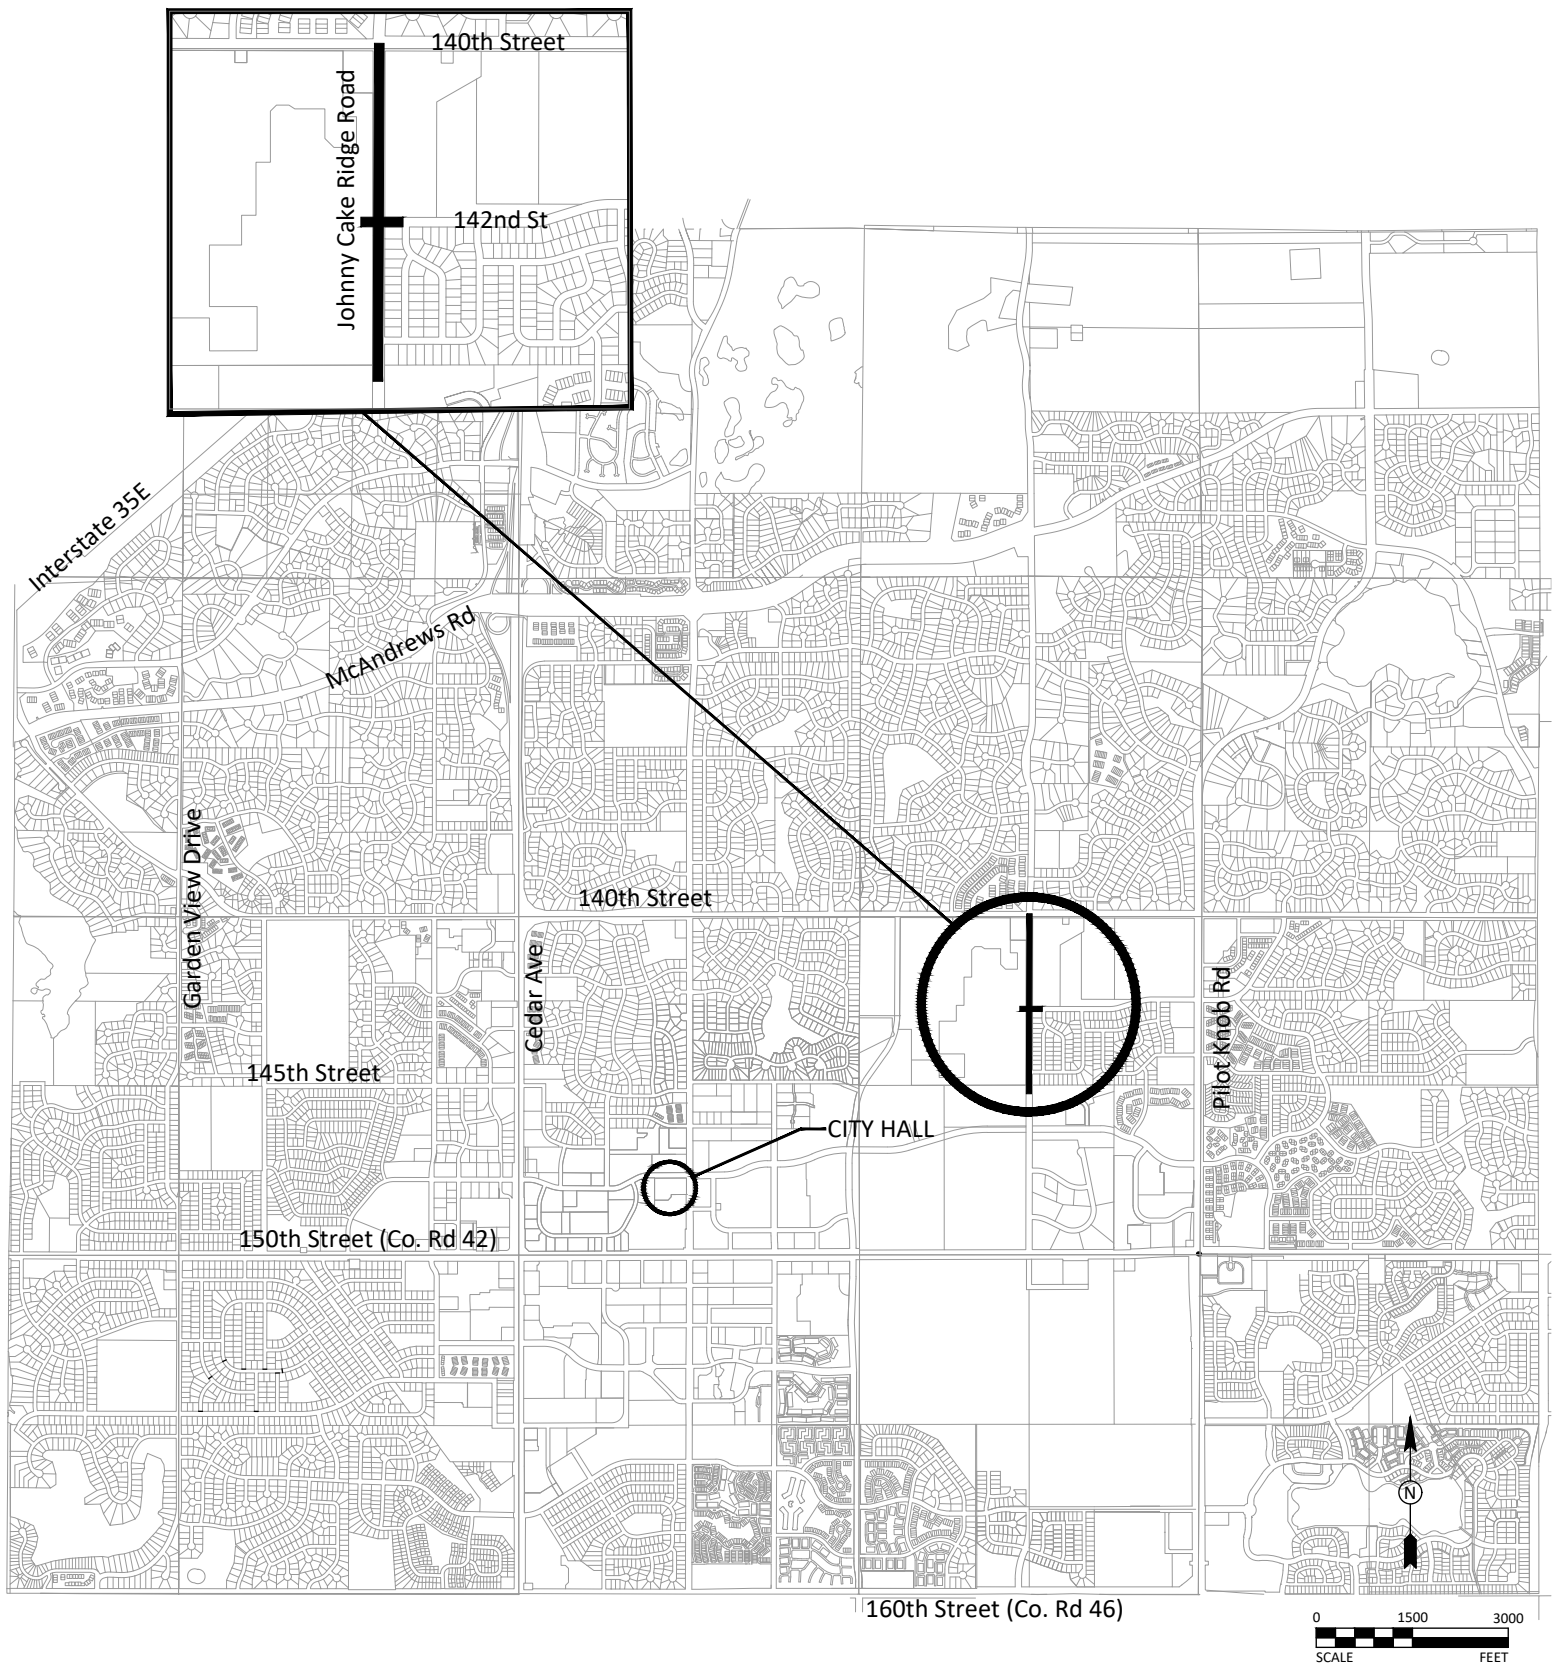 140th Street
Johnny Cake Ridge Road
142nd St
Interstate 35E
McAndrews Rd
Garden View Drive
140th Street
Cedar Ave
Pilot Knob Rd
145th Street
CITY HALL
150th Street (Co. Rd 42)
N
160th Street (Co. Rd 46)
0 1500 3000
SCALE FEET